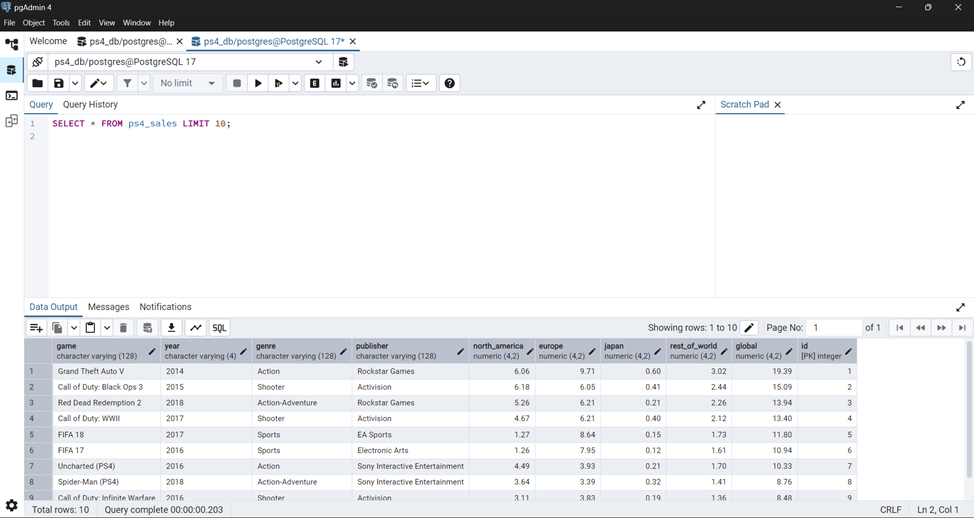 pgAdmin 4
File Object Tools Edit View Window Help
Welcome ps4_db/postgres@... ps4_db/postgres@PostgreSQL 17*
ps4_db/postgres@PostgreSQL 17
No limit E
Query Query History Scratch Pad
1 SELECT * FROM ps4_sales LIMIT 10;
2
Data Output Messages Notifications
SQL Showing rows: 1 to 10 Page No: 1 of 1
game year genre publisher north_america europe japan rest_of_world global id
character varying (128) character varying (4) character varying (128) character varying (128) numeric (4,2) numeric (4,2) numeric (4,2) numeric (4,2) numeric (4,2) [PK] integer
1 Grand Theft Auto V 2014 Action Rockstar Games 6.06 9.71 0.60 3.02 19.39 1
2 Call of Duty: Black Ops 3 2015 Shooter Activision 6.18 6.05 0.41 2.44 15.09 2
3 Red Dead Redemption 2 2018 Action-Adventure Rockstar Games 5.26 6.21 0.21 2.26 13.94 3
4 Call of Duty: WWII 2017 Shooter Activision 4.67 6.21 0.40 2.12 13.40 4
5 FIFA 18 2017 Sports EA Sports 1.27 8.64 0.15 1.73 11.80 5
6 FIFA 17 2016 Sports Electronic Arts 1.26 7.95 0.12 1.61 10.94 6
7 Uncharted (PS4) 2016 Action Sony Interactive Entertainment 4.49 3.93 0.21 1.70 10.33 7
8 Spider-Man (PS4) 2018 Action-Adventure Sony Interactive Entertainment 3.64 3.39 0.32 1.41 8.76 8
9 Call of Duty: Infinite Warfare 2016 Shooter Activision 3.11 3.83 0.19 1.36 8.48 9
Total rows: 10 Query complete 00:00:00.203 CRLF Ln 2, Col 1